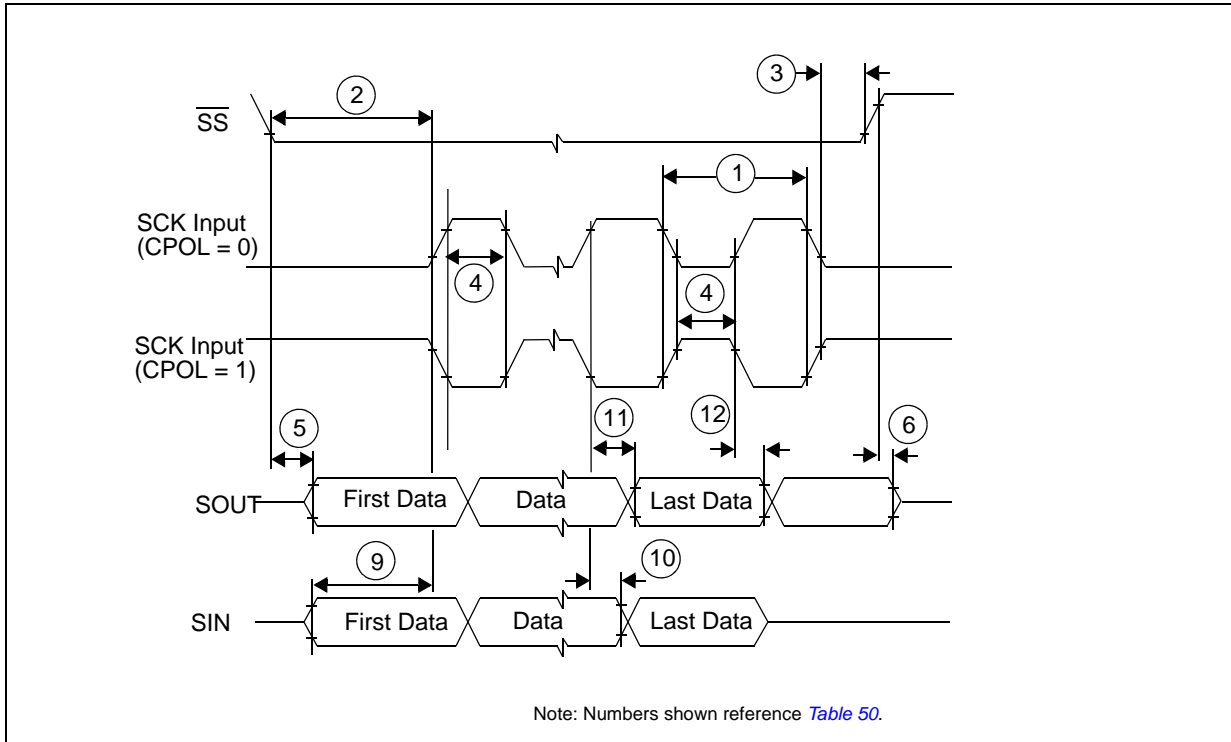 3
2
SS
1
SCK Input
(CPOL = 0)
4
4
SCK Input
(CPOL = 1)
11
12
5
6
First Data
Data
Last Data
SOUT
9
10
First Data
Data
Last Data
SIN
Note: Numbers shown reference Table 50.